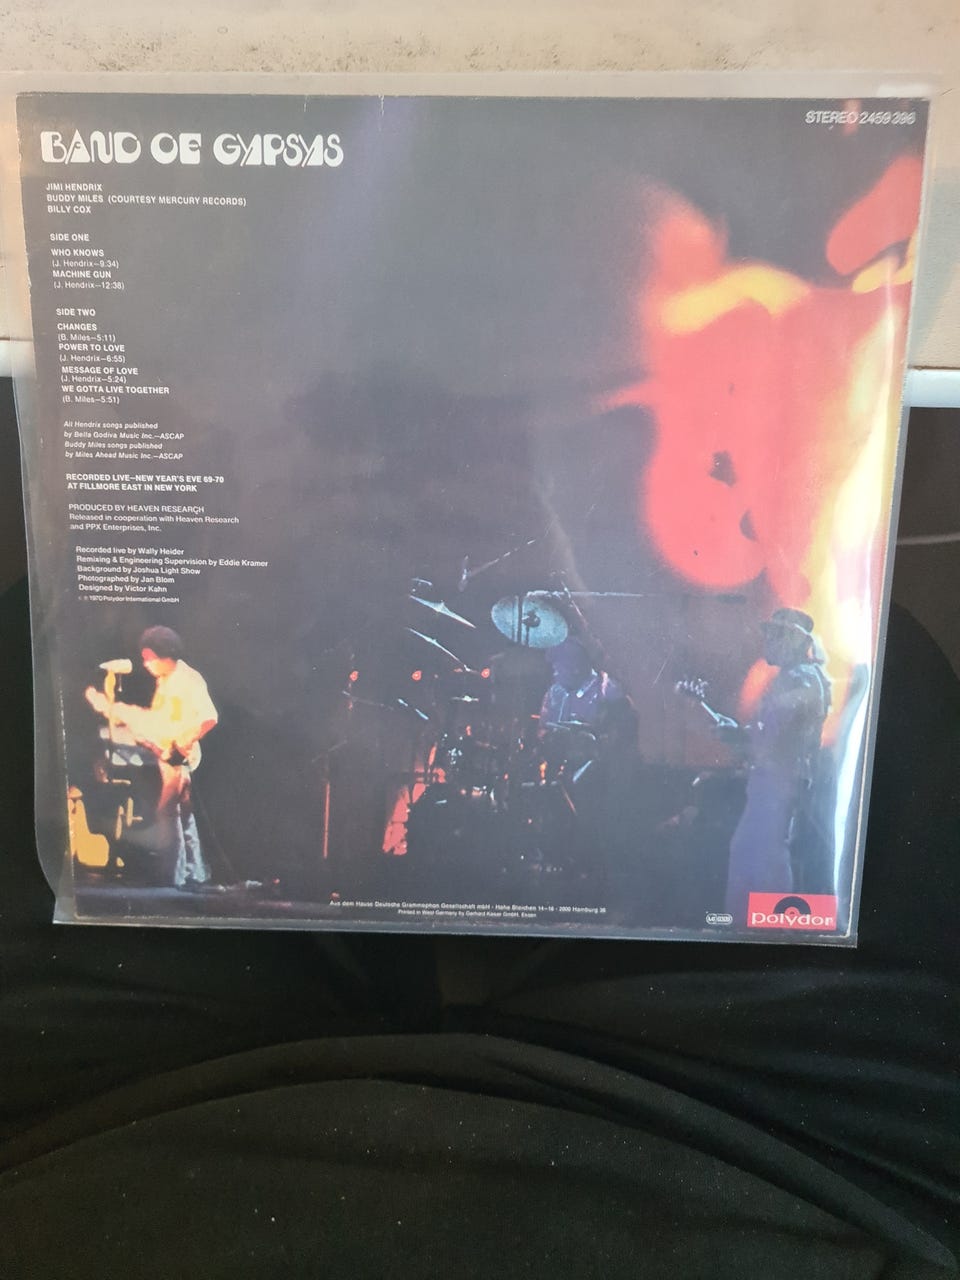 BAND OF GYPSYS
STEREO 2459 396
JIMI HENDRIX
BUDDY MILES (COURTESY MERCURY RECORDS)
BILLY COX
SIDE ONE
WHO KNOWS
(J. Hendrix—9:34)
MACHINE GUN
(J. Hendrix—12:38)
SIDE TWO
CHANGES
(B. Miles—5:11)
POWER TO LOVE
(J. Hendrix—6:55)
MESSAGE OF LOVE
(J. Hendrix—5:24)
WE GOTTA LIVE TOGETHER
(B. Miles—5:51)
All Hendrix songs published
by Bella Godiva Music Inc.—ASCAP
Buddy Miles songs published
by Miles Ahead Music Inc.—ASCAP
RECORDED LIVE—NEW YEAR'S EVE 69-70
AT FILLMORE EAST IN NEW YORK
PRODUCED BY HEAVEN RESEARCH
Released in cooperation with Heaven Research
and PPX Enterprises, Inc.
Recorded live by Wally Heider
Remixing & Engineering Supervision by Eddie Kramer
Background by Joshua Light Show
Photographed by Jan Blom
Designed by Victor Kahn
℗ 1970 Polydor International GmbH
Aus dem Hause Deutsche Grammophon Gesellschaft mbH · Hohe Bleichen 14–16 · 2000 Hamburg 36
Printed in West Germany by Gerhard Kaiser GmbH, Essen
polydor